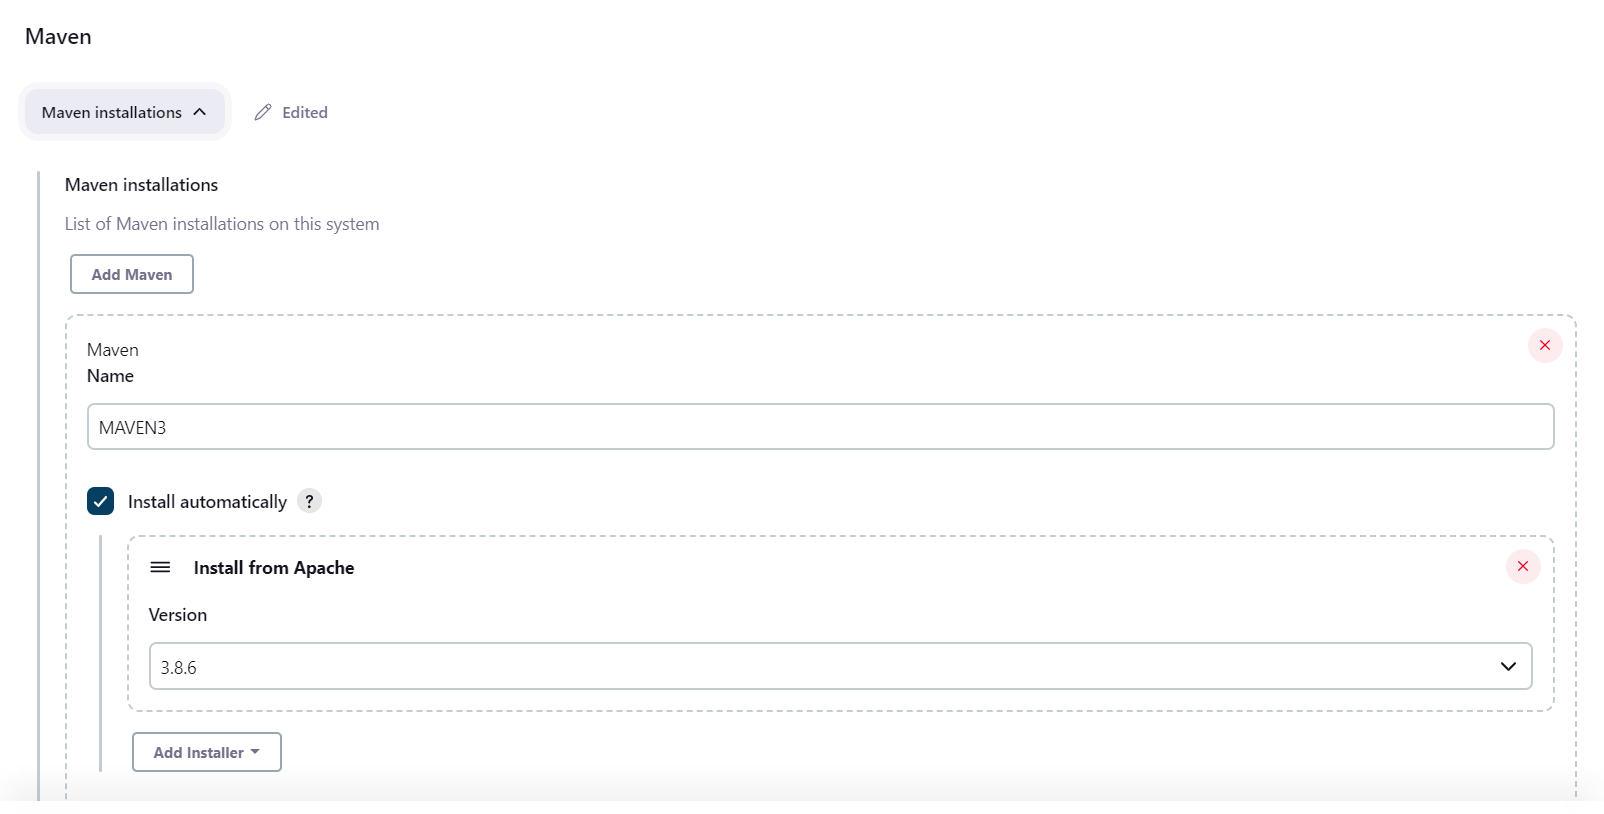 Maven
Maven installations
Edited
Maven installations
List of Maven installations on this system
Add Maven
Maven
Name
MAVEN3
Install automatically ?
Install from Apache
Version
3.8.6
Add Installer